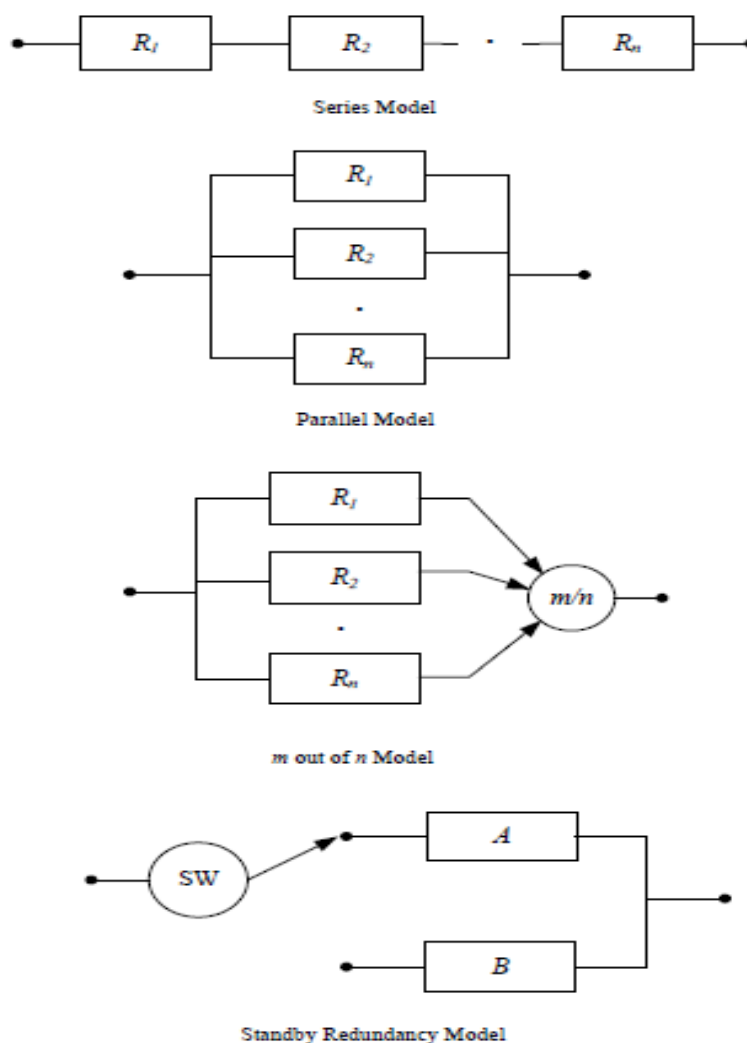 R1 R2 Rn
Series Model
R1
R2
Rn
Parallel Model
R1
R2
m/n
Rn
m out of n Model
A
SW
B
Standby Redundancy Model